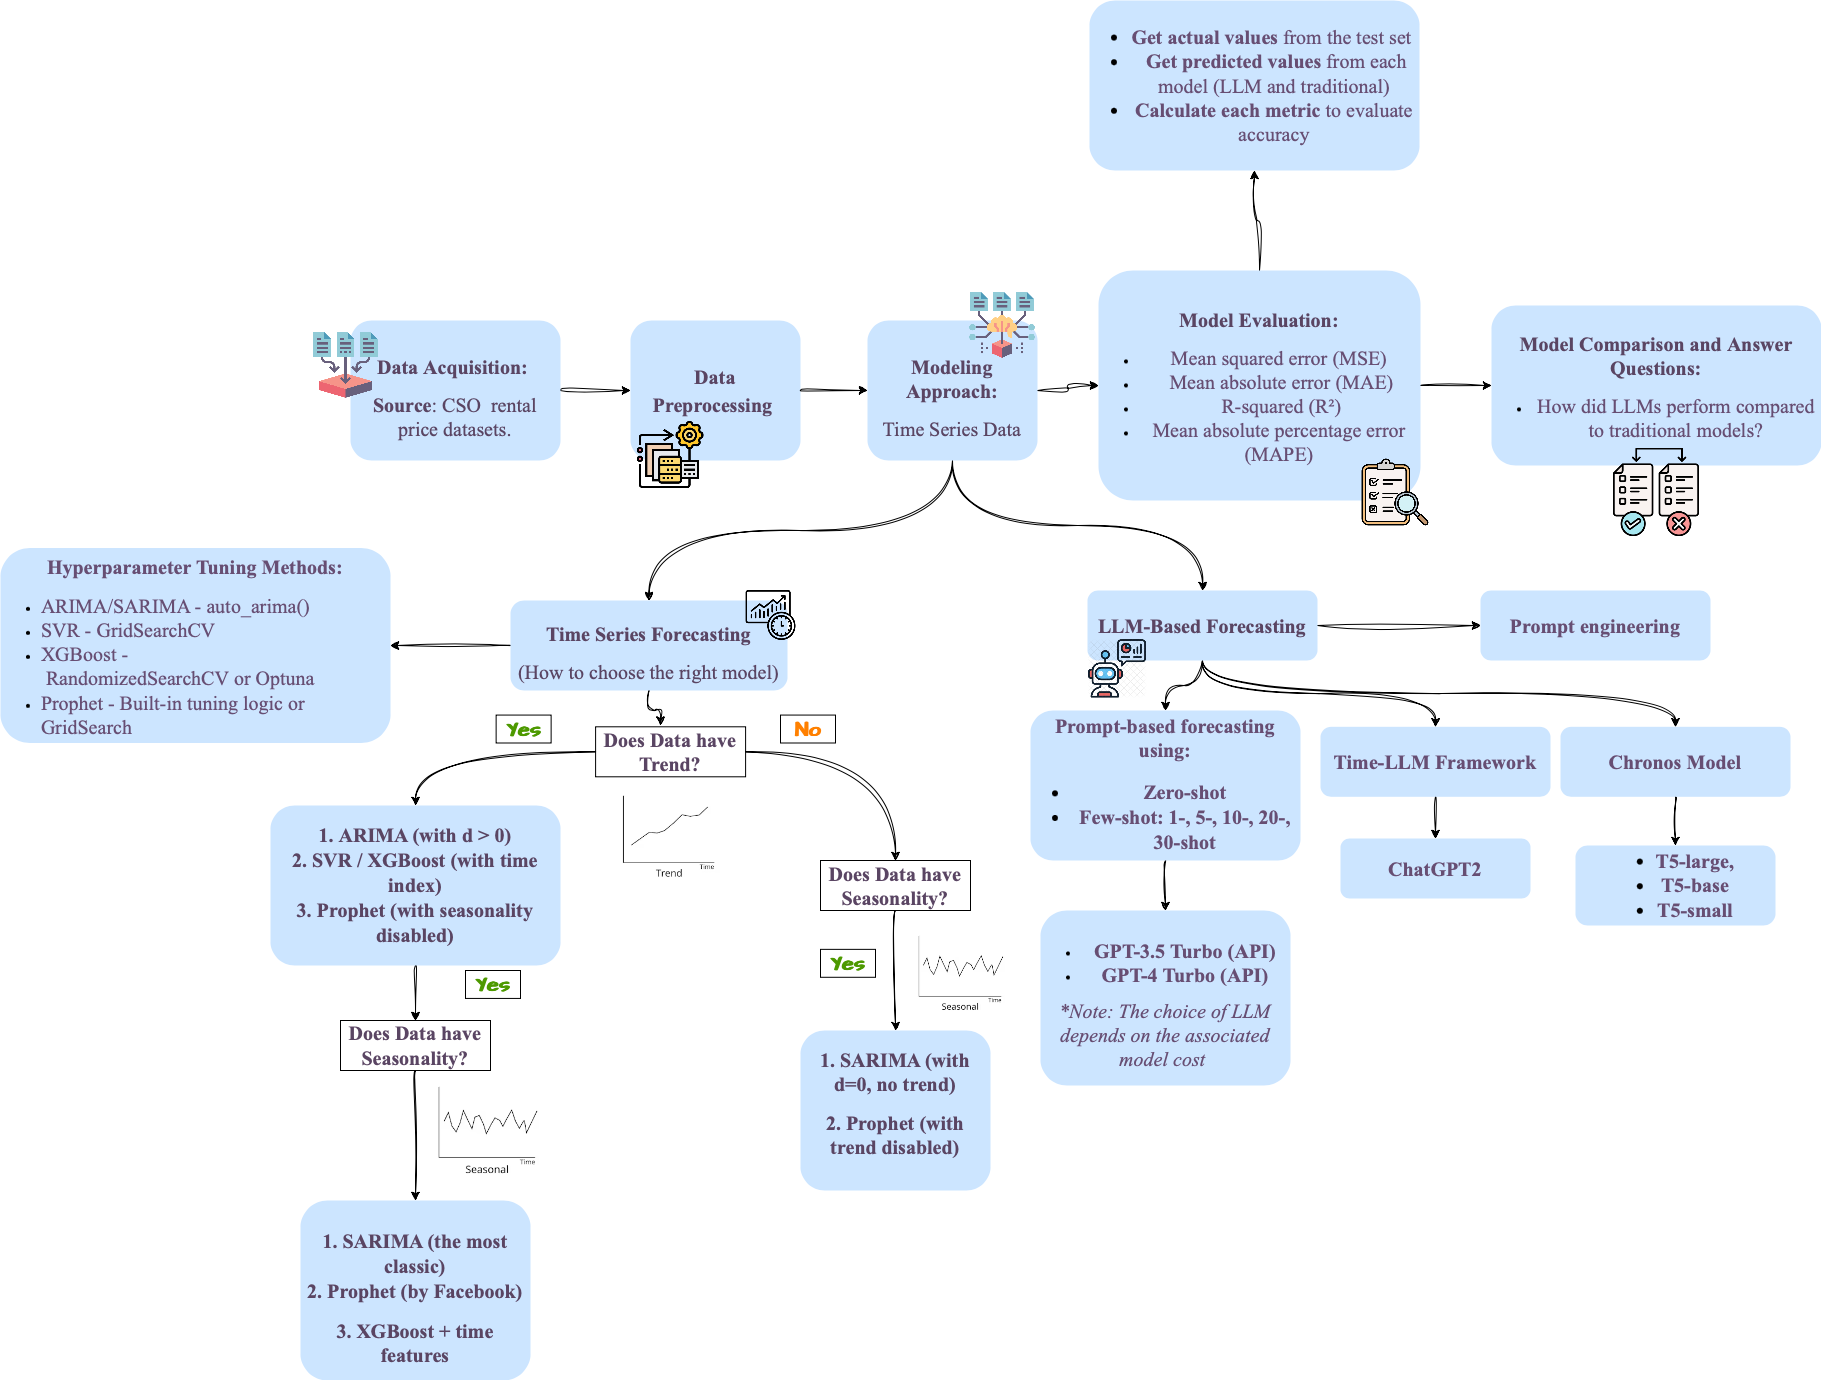 • Get actual values from the test set
• Get predicted values from each
model (LLM and traditional)
• Calculate each metric to evaluate
accuracy
Data Acquisition:
Source: CSO rental
price datasets.
Data
Preprocessing
Modeling
Approach:
Time Series Data
Model Evaluation:
• Mean squared error (MSE)
• Mean absolute error (MAE)
• R-squared (R²)
• Mean absolute percentage error
(MAPE)
Model Comparison and Answer
Questions:
• How did LLMs perform compared
to traditional models?
Hyperparameter Tuning Methods:
• ARIMA/SARIMA - auto_arima()
• SVR - GridSearchCV
• XGBoost -
RandomizedSearchCV or Optuna
• Prophet - Built-in tuning logic or
GridSearch
Time Series Forecasting
(How to choose the right model)
LLM-Based Forecasting
Prompt engineering
Yes
Does Data have
Trend?
No
Trend
Time
1. ARIMA (with d > 0)
2. SVR / XGBoost (with time
index)
3. Prophet (with seasonality
disabled)
Yes
Does Data have
Seasonality?
Seasonal
Time
1. SARIMA (the most
classic)
2. Prophet (by Facebook)
3. XGBoost + time
features
Does Data have
Seasonality?
Yes
Seasonal
Time
1. SARIMA (with
d=0, no trend)
2. Prophet (with
trend disabled)
Prompt-based forecasting
using:
• Zero-shot
• Few-shot: 1-, 5-, 10-, 20-,
30-shot
• GPT-3.5 Turbo (API)
• GPT-4 Turbo (API)
*Note: The choice of LLM
depends on the associated
model cost
Time-LLM Framework
ChatGPT2
Chronos Model
• T5-large,
• T5-base
• T5-small